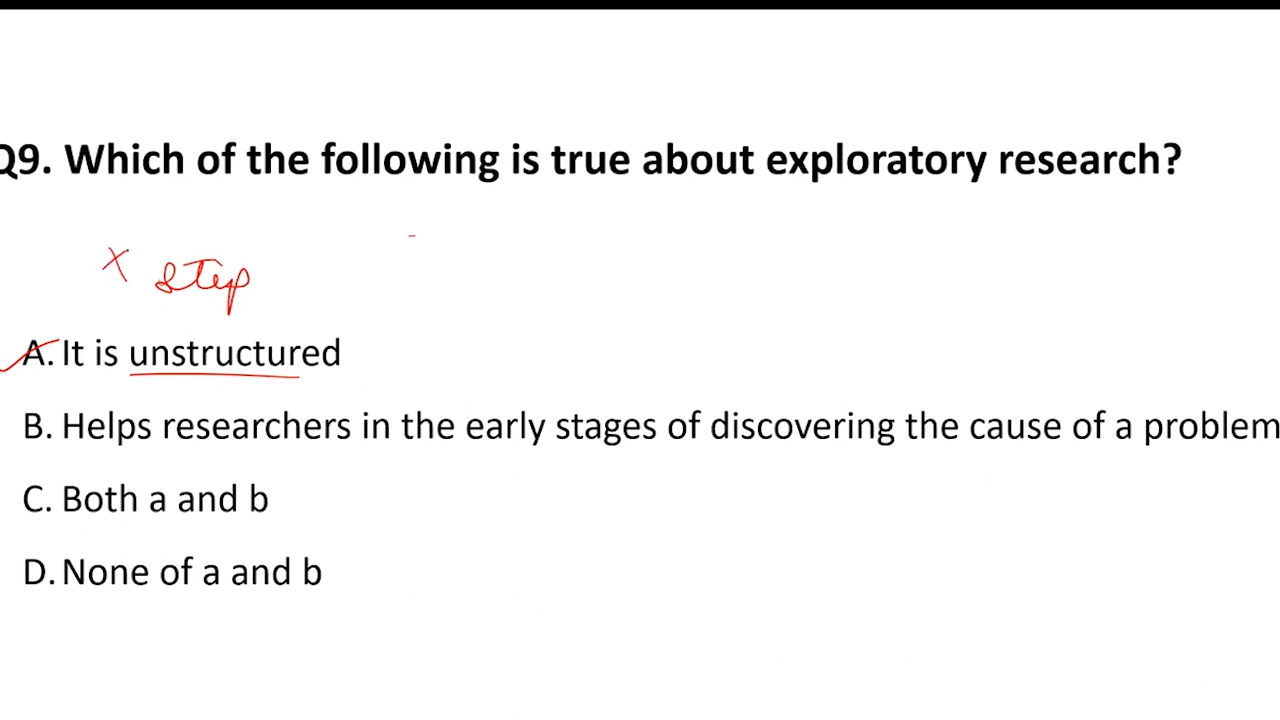 Q9. Which of the following is true about exploratory research?
x step
A. It is unstructured
B. Helps researchers in the early stages of discovering the cause of a problem
C. Both a and b
D. None of a and b